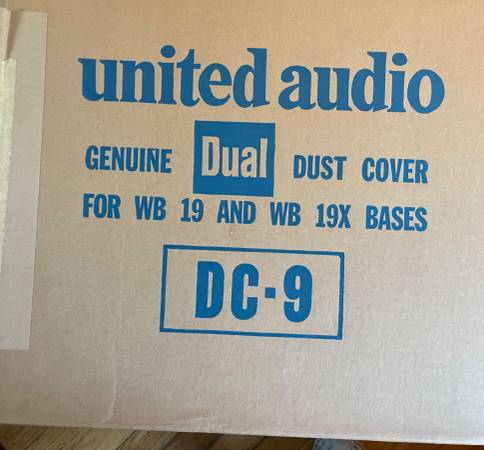 united audio
GENUINE Dual DUST COVER
FOR WB 19 AND WB 19X BASES
DC·9